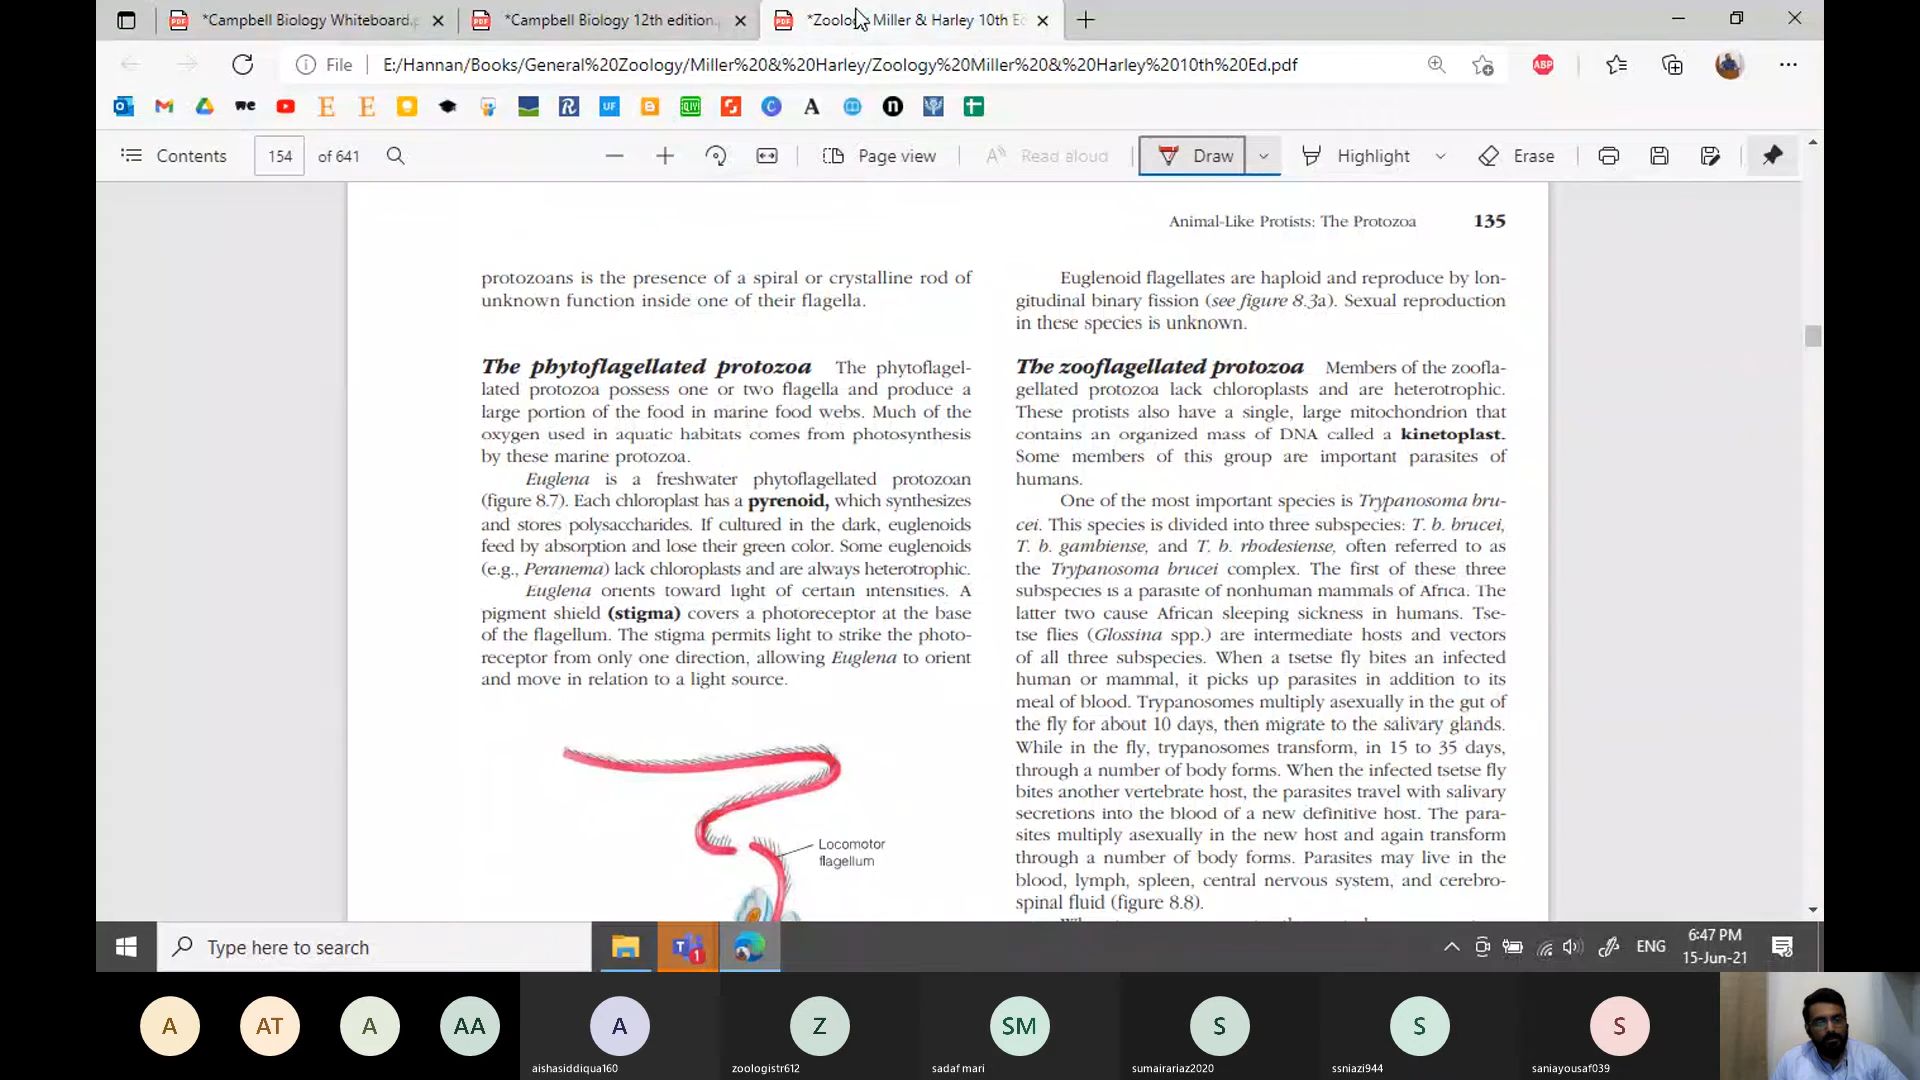 *Campbell Biology Whiteboard.p
*Campbell Biology 12th edition.
*Zoology Miller & Harley 10th Ed
File
E:/Hannan/Books/General%20Zoology/Miller%20&%20Harley/Zoology%20Miller%20&%20Harley%2010th%20Ed.pdf
ABP
we
UF
A
n
Contents
154
of 641
Page view
Read aloud
Draw
Highlight
Erase
Animal-Like Protists: The Protozoa 135
protozoans is the presence of a spiral or crystalline rod of
unknown function inside one of their flagella.
The phytoflagellated protozoa The phytoflagel-
lated protozoa possess one or two flagella and produce a
large portion of the food in marine food webs. Much of the
oxygen used in aquatic habitats comes from photosynthesis
by these marine protozoa.
Euglena is a freshwater phytoflagellated protozoan
(figure 8.7). Each chloroplast has a pyrenoid, which synthesizes
and stores polysaccharides. If cultured in the dark, euglenoids
feed by absorption and lose their green color. Some euglenoids
(e.g., Peranema) lack chloroplasts and are always heterotrophic.
Euglena orients toward light of certain intensities. A
pigment shield (stigma) covers a photoreceptor at the base
of the flagellum. The stigma permits light to strike the photo-
receptor from only one direction, allowing Euglena to orient
and move in relation to a light source.
Locomotor
flagellum
Euglenoid flagellates are haploid and reproduce by lon-
gitudinal binary fission (see figure 8.3a). Sexual reproduction
in these species is unknown.
The zooflagellated protozoa Members of the zoofla-
gellated protozoa lack chloroplasts and are heterotrophic.
These protists also have a single, large mitochondrion that
contains an organized mass of DNA called a kinetoplast.
Some members of this group are important parasites of
humans.
One of the most important species is Trypanosoma bru-
cei. This species is divided into three subspecies: T. b. brucei,
T. b. gambiense, and T. b. rhodesiense, often referred to as
the Trypanosoma brucei complex. The first of these three
subspecies is a parasite of nonhuman mammals of Africa. The
latter two cause African sleeping sickness in humans. Tse-
tse flies (Glossina spp.) are intermediate hosts and vectors
of all three subspecies. When a tsetse fly bites an infected
human or mammal, it picks up parasites in addition to its
meal of blood. Trypanosomes multiply asexually in the gut of
the fly for about 10 days, then migrate to the salivary glands.
While in the fly, trypanosomes transform, in 15 to 35 days,
through a number of body forms. When the infected tsetse fly
bites another vertebrate host, the parasites travel with salivary
secretions into the blood of a new definitive host. The para-
sites multiply asexually in the new host and again transform
through a number of body forms. Parasites may live in the
blood, lymph, spleen, central nervous system, and cerebro-
spinal fluid (figure 8.8).
Type here to search
1
ENG
6:47 PM
15-Jun-21
A
AT
A
AA
A
Z
SM
S
S
S
aishasiddiqua160
zoologistr612
sadaf mari
sumairariaz2020
ssniazi944
saniayousaf039